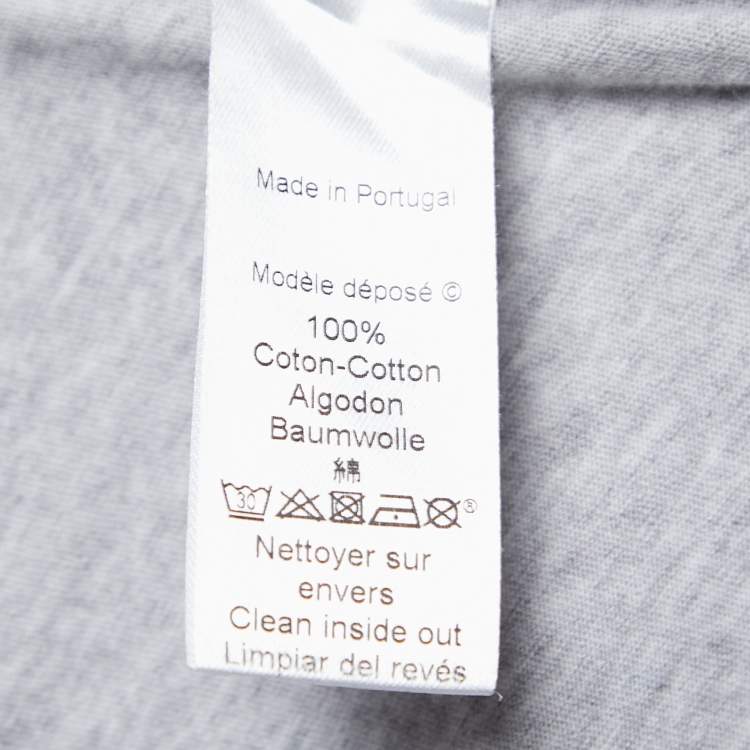 Made in Portugal
Modèle déposé ©
100%
Coton-Cotton
Algodon
Baumwolle
綿
30 ®
Nettoyer sur
envers
Clean inside out
Limpiar del revés